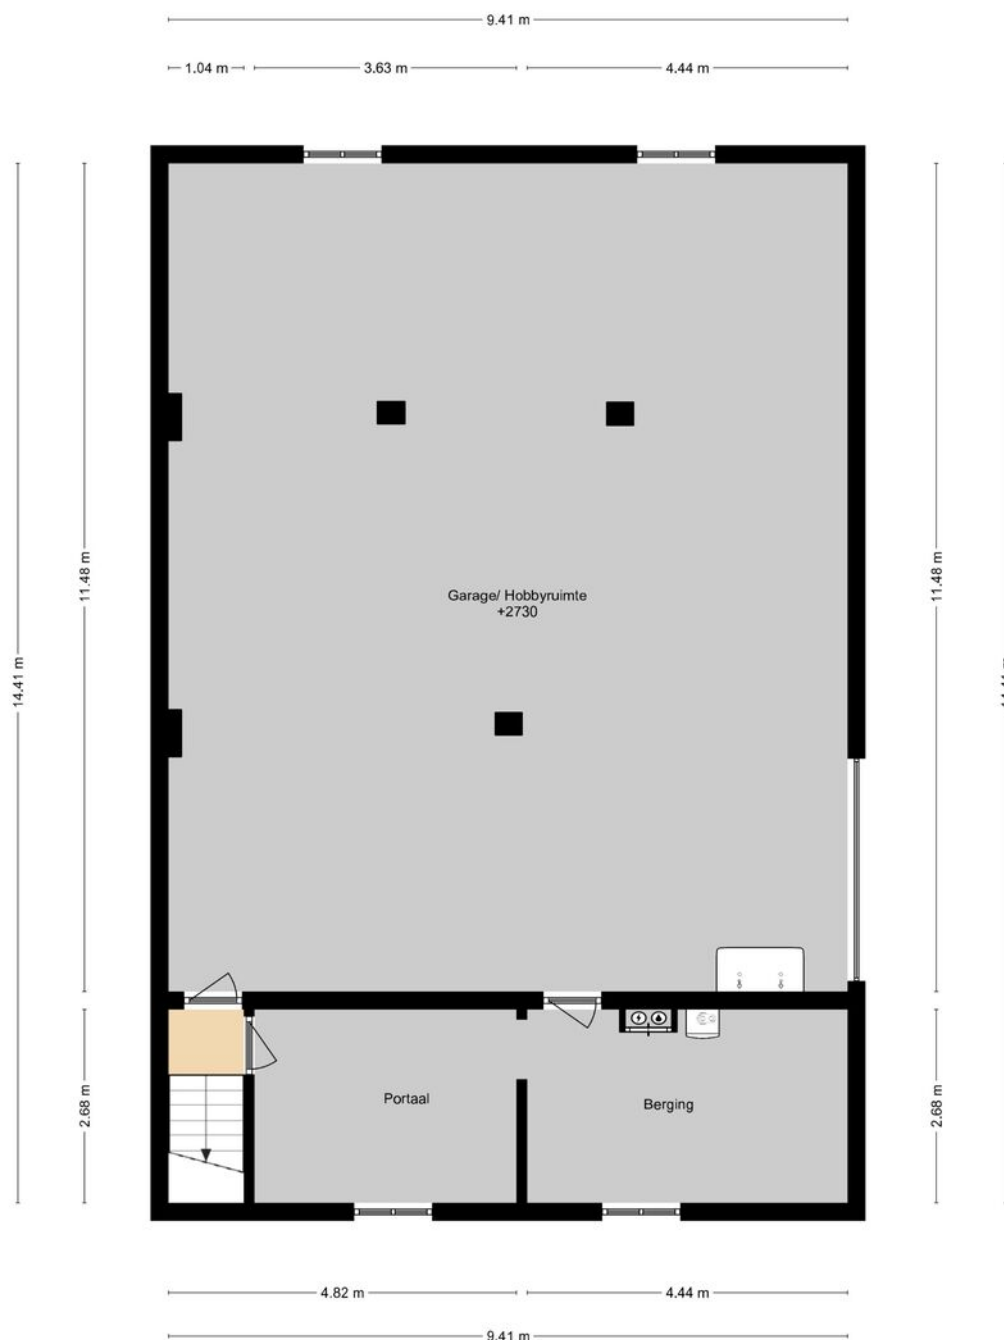 9.41 m
1.04 m
3.63 m
4.44 m
11.48 m
11.48 m
Garage/ Hobbyruimte
+2730
14.41 m
2.68 m
Portaal
Berging
2.68 m
4.82 m
4.44 m
9.41 m